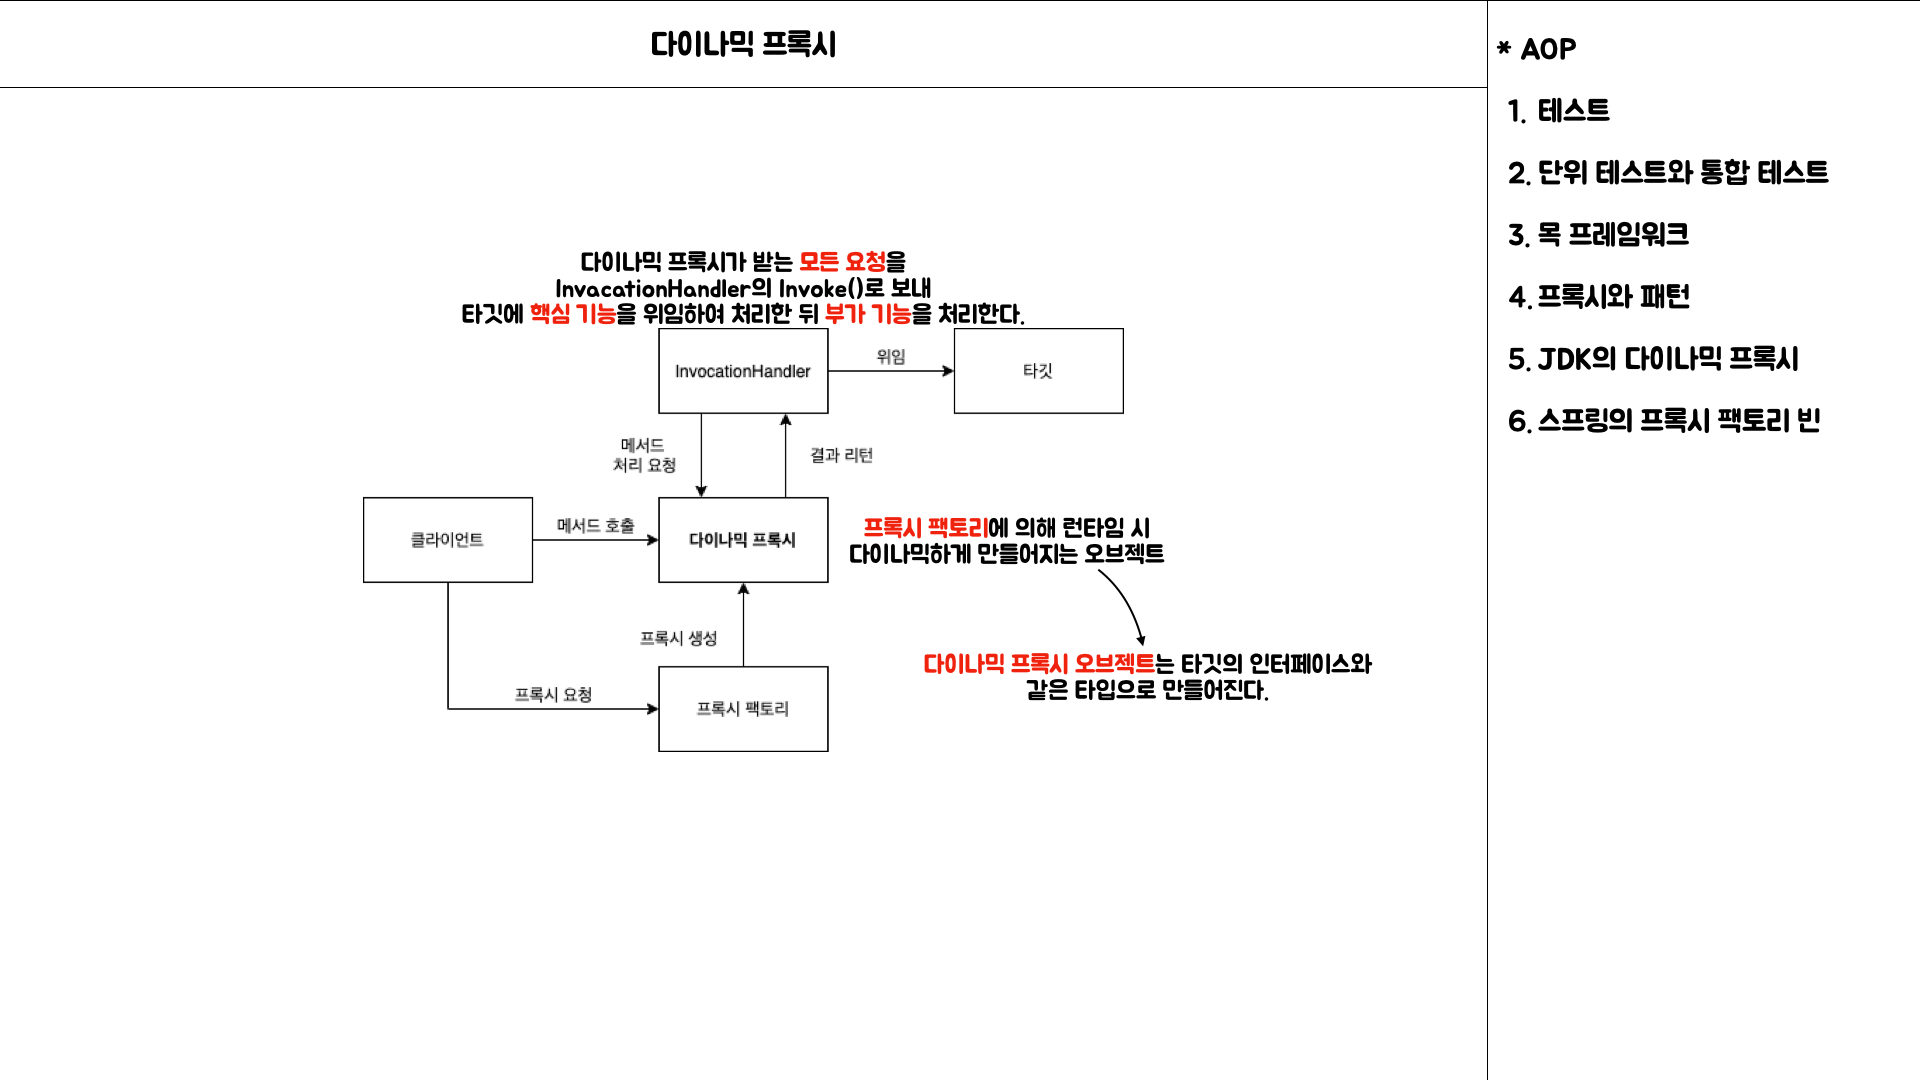 다이나믹 프록시
다이나믹 프록시가 받는 모든 요청을
InvacationHandler의 Invoke()로 보내
타깃에 핵심 기능을 위임하여 처리한 뒤 부가 기능을 처리한다.
InvocationHandler
위임
타깃
메서드
처리 요청
결과 리턴
클라이언트
메서드 호출
다이나믹 프록시
프록시 팩토리에 의해 런타임 시
다이나믹하게 만들어지는 오브젝트
프록시 생성
다이나믹 프록시 오브젝트는 타깃의 인터페이스와
같은 타입으로 만들어진다.
프록시 요청
프록시 팩토리
* AOP
1. 테스트
2. 단위 테스트와 통합 테스트
3. 목 프레임워크
4. 프록시와 패턴
5. JDK의 다이나믹 프록시
6. 스프링의 프록시 팩토리 빈